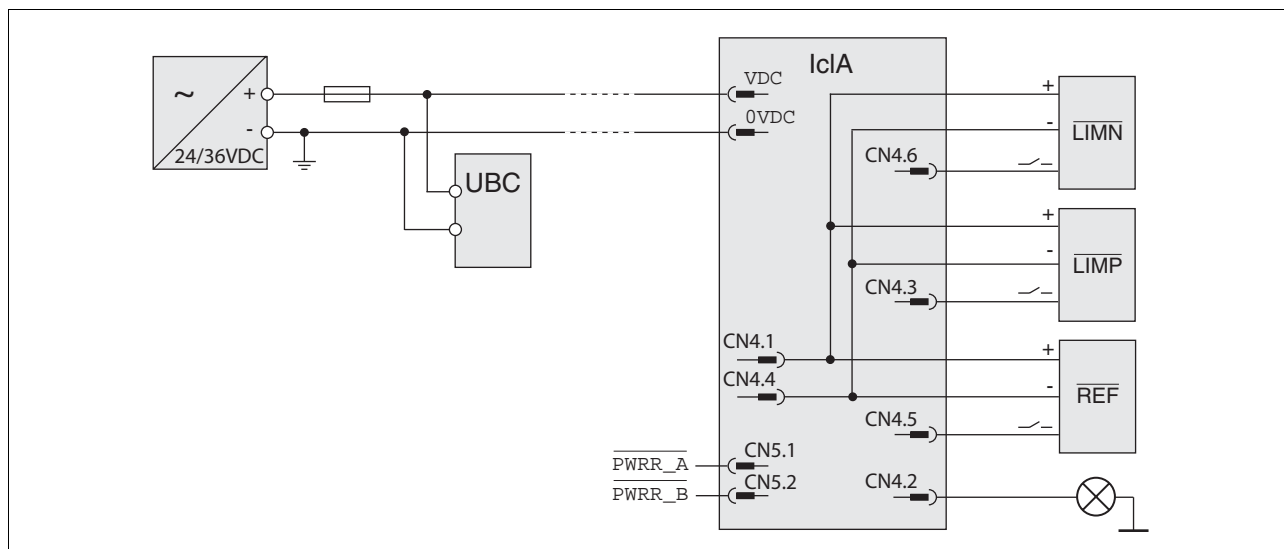 ~
+
-
24/36VDC
UBC
IclA
VDC
0VDC
CN4.6
CN4.3
CN4.1
CN4.4
CN4.5
CN5.1
CN5.2
CN4.2
PWRR_A
PWRR_B
+
-
LIMN
+
-
LIMP
+
-
REF